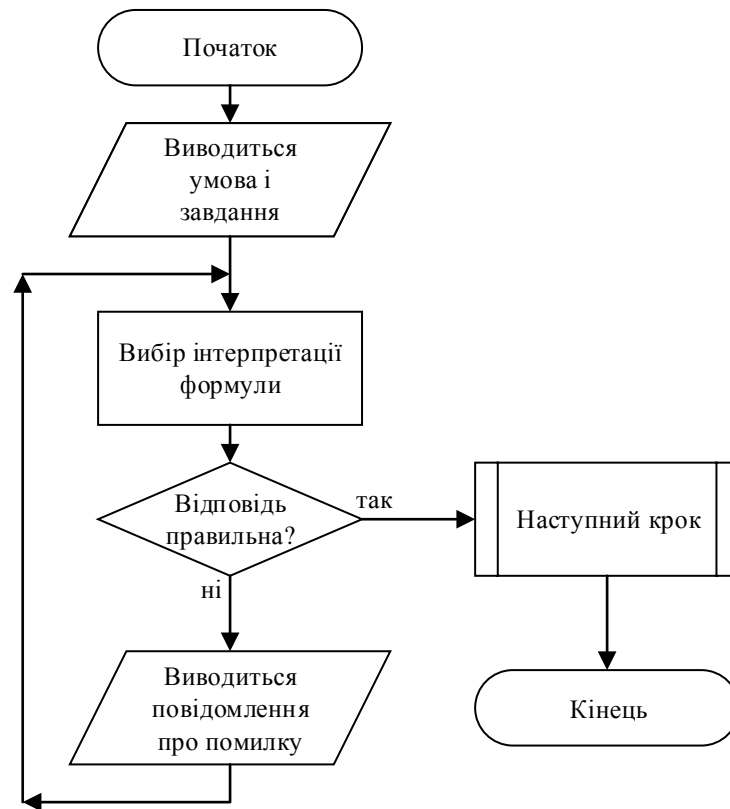 Початок
Виводиться
умова і
завдання
Вибір інтерпретації
формули
Відповідь
правильна?
так
Наступний крок
ні
Виводиться
повідомлення
про помилку
Кінець